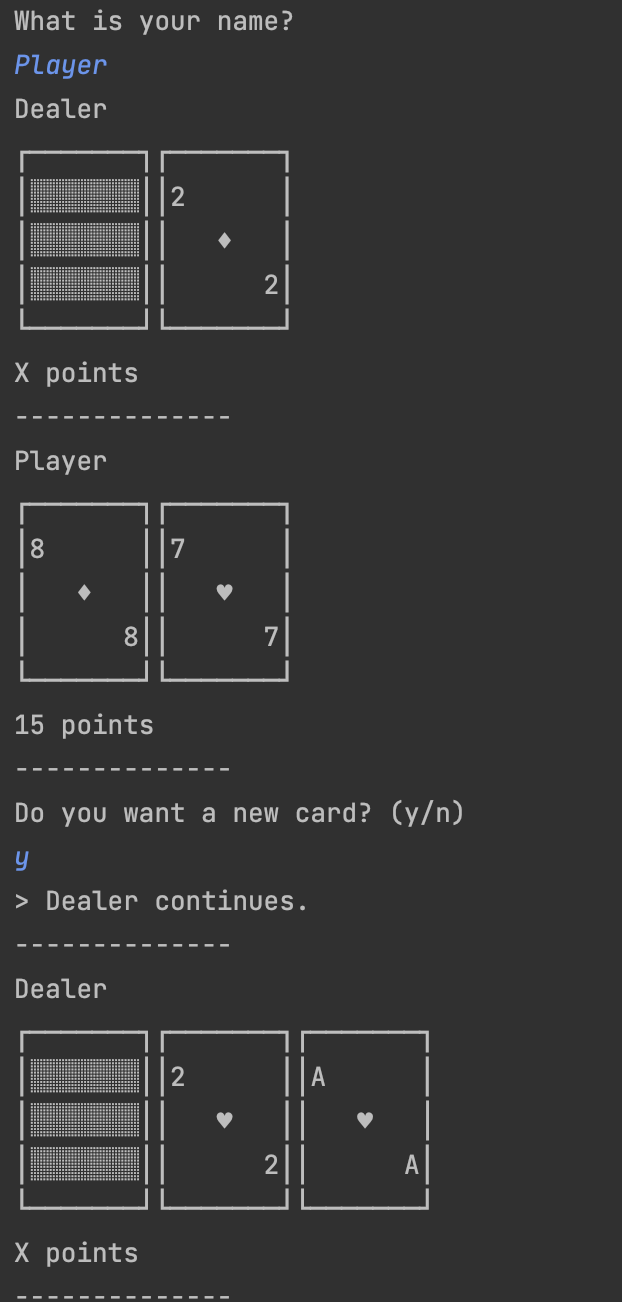 What is your name?
Player
Dealer
2
♦
2
X points
--------------
Player
8 7
♦ ♥
8 7
15 points
--------------
Do you want a new card? (y/n)
y
> Dealer continues.
--------------
Dealer
2 A
♥ ♥
2 A
X points
--------------